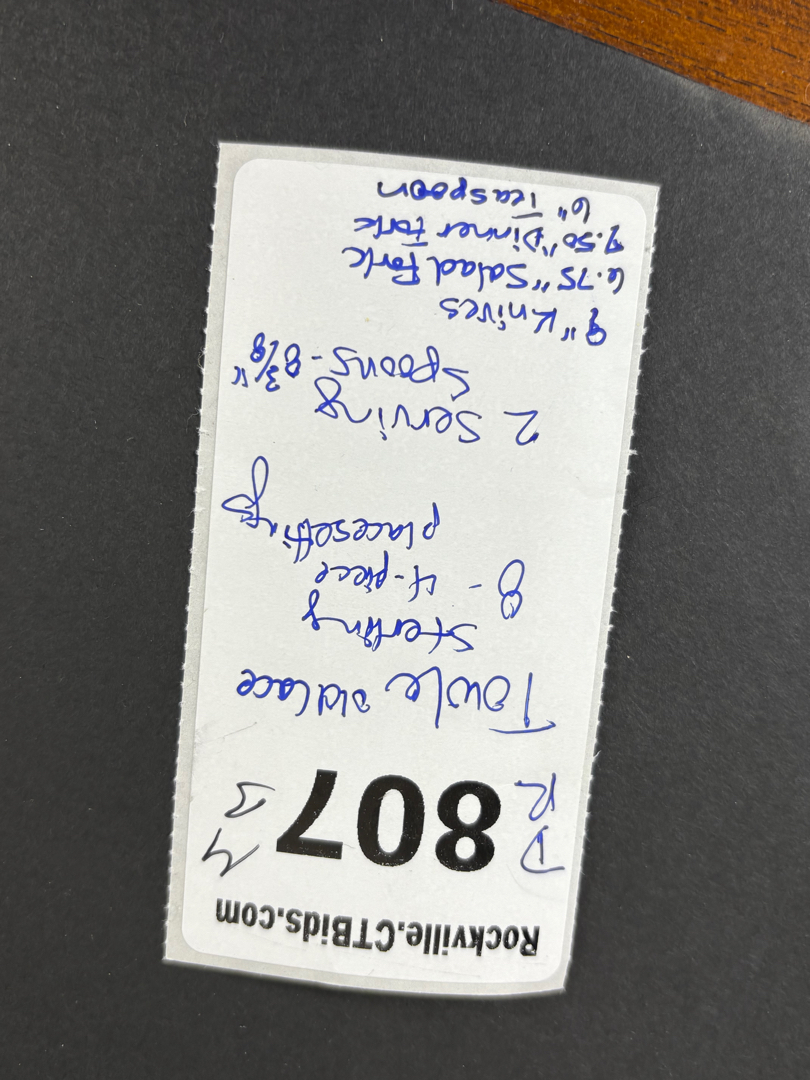 Rockville.CTBids.com
D R 807 M B
Towle old lace
Sterling
8 - 4-piece
placesettings
2 Serving
Spoons - 8 3/8"
9" Knives
6.75" Salad Fork
7.50" Dinner Fork
6" Teaspoon